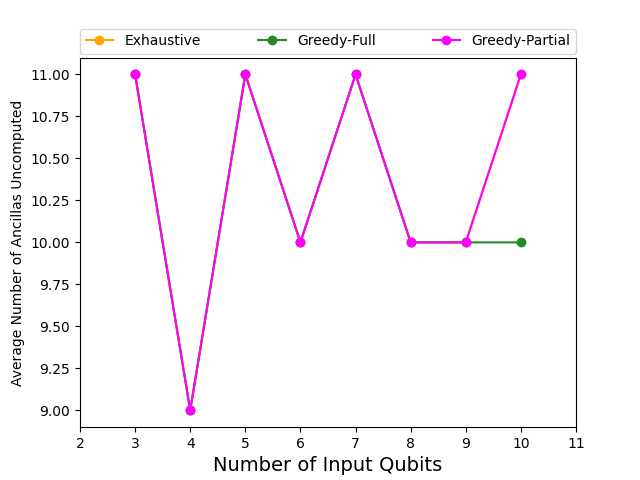 Exhaustive Greedy-Full Greedy-Partial
11.00
10.75
10.50
10.25
10.00
9.75
9.50
9.25
9.00
Average Number of Ancillas Uncomputed
2 3 4 5 6 7 8 9 10 11
Number of Input Qubits